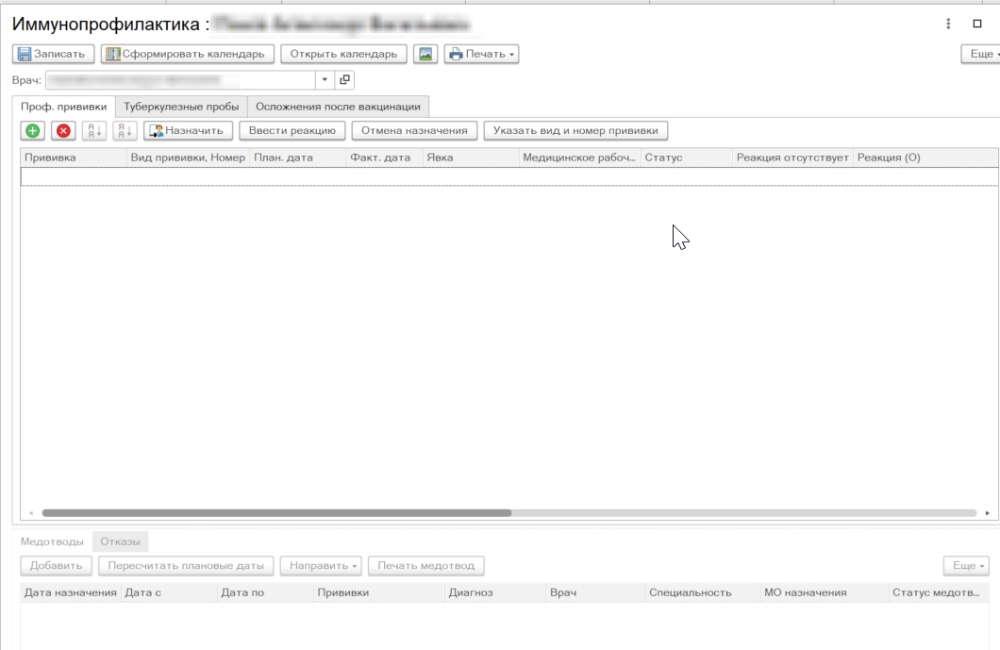 Иммунопрофилактика :
Записать Сформировать календарь Открыть календарь Печать Еще
Врач:
Проф. прививки Туберкулезные пробы Осложнения после вакцинации
Назначить Ввести реакцию Отмена назначения Указать вид и номер прививки
Прививка Вид прививки, Номер План. дата Факт. дата Явка Медицинское рабоч... Статус Реакция отсутствует Реакция (О)
Медотводы Отказы
Добавить Пересчитать плановые даты Направить Печать медотвод Еще
Дата назначения Дата с Дата по Прививки Диагноз Врач Специальность МО назначения Статус медотв...